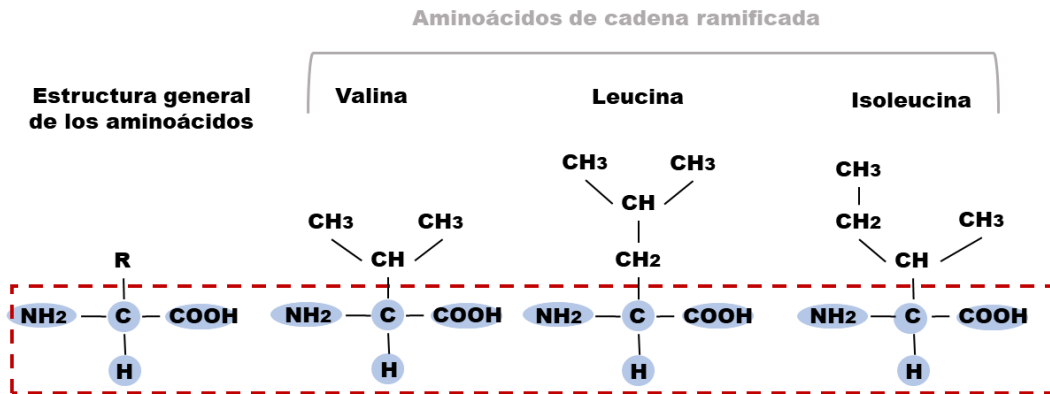 Aminoácidos de cadena ramificada
Estructura general
de los aminoácidos
Valina
Leucina
Isoleucina
CH3
CH3
CH3
CH
CH2
CH3
CH3
CH3
R
CH
CH2
CH
NH2
C
COOH
NH2
C
COOH
NH2
C
COOH
NH2
C
COOH
H
H
H
H